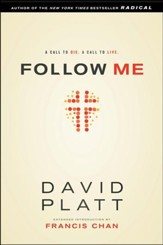 AUTHOR OF THE NEW YORK TIMES BESTSELLER RADICAL
A CALL TO DIE. A CALL TO LIVE.
FOLLOW ME
DAVID
PLATT
EXTENDED INTRODUCTION BY
FRANCIS CHAN